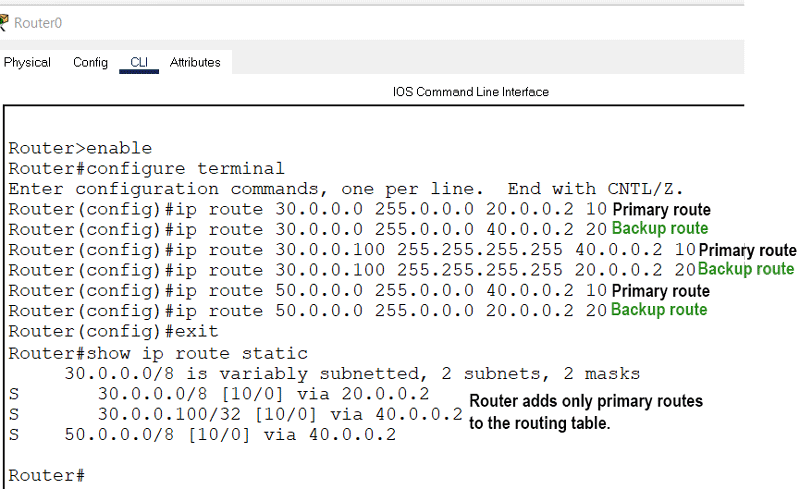 Router0
Physical Config CLI Attributes
IOS Command Line Interface
Router>enable
Router#configure terminal
Enter configuration commands, one per line.  End with CNTL/Z.
Router(config)#ip route 30.0.0.0 255.0.0.0 20.0.0.2 10 Primary route
Router(config)#ip route 30.0.0.0 255.0.0.0 40.0.0.2 20 Backup route
Router(config)#ip route 30.0.0.100 255.255.255.255 40.0.0.2 10 Primary route
Router(config)#ip route 30.0.0.100 255.255.255.255 20.0.0.2 20 Backup route
Router(config)#ip route 50.0.0.0 255.0.0.0 40.0.0.2 10 Primary route
Router(config)#ip route 50.0.0.0 255.0.0.0 20.0.0.2 20 Backup route
Router(config)#exit
Router#show ip route static
30.0.0.0/8 is variably subnetted, 2 subnets, 2 masks
S 30.0.0.0/8 [10/0] via 20.0.0.2
S 30.0.0.100/32 [10/0] via 40.0.0.2
S 50.0.0.0/8 [10/0] via 40.0.0.2
Router adds only primary routes
to the routing table.
Router#